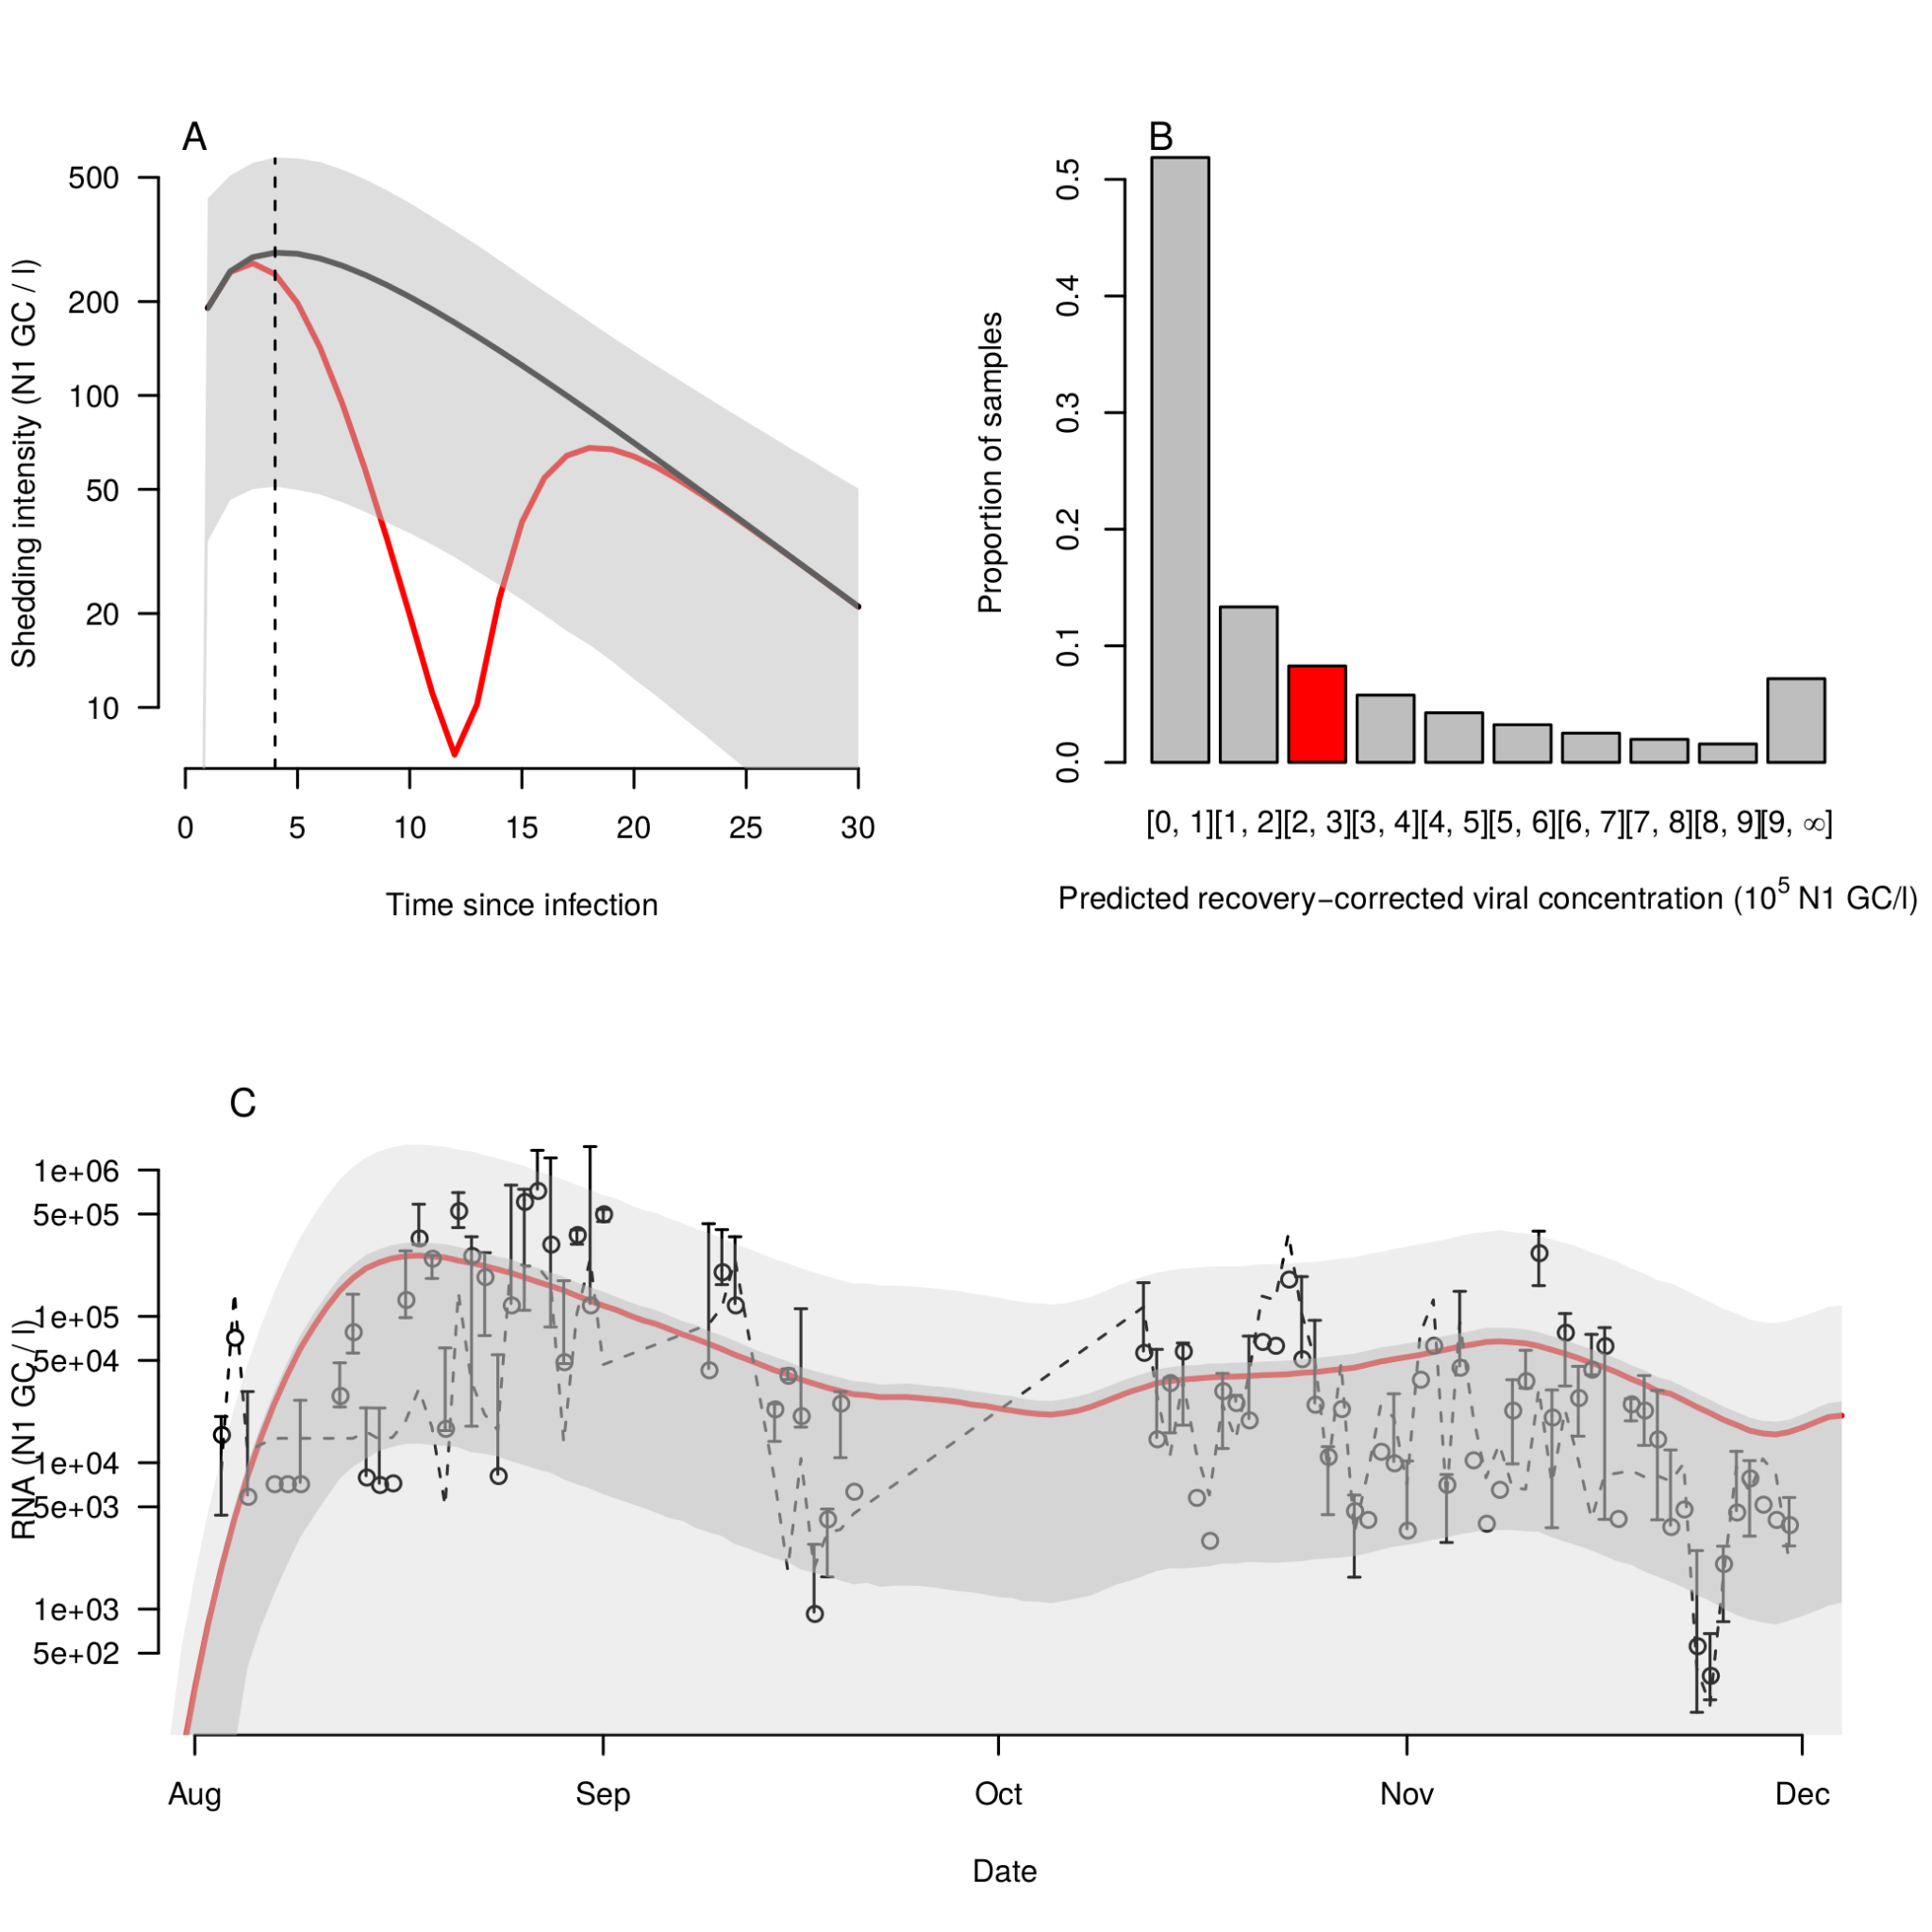 A
Shedding intensity (N1 GC / l)
500
200
100
50
20
10
0 5 10 15 20 25 30
Time since infection
B
Proportion of samples
0.5
0.4
0.3
0.2
0.1
0.0
[0, 1][1, 2][2, 3][3, 4][4, 5][5, 6][6, 7][7, 8][8, 9][9, ∞]
Predicted recovery−corrected viral concentration (10⁵ N1 GC/l)
C
RNA (N1 GC/l)
1e+06
5e+05
1e+05
5e+04
1e+04
5e+03
1e+03
5e+02
Aug Sep Oct Nov Dec
Date